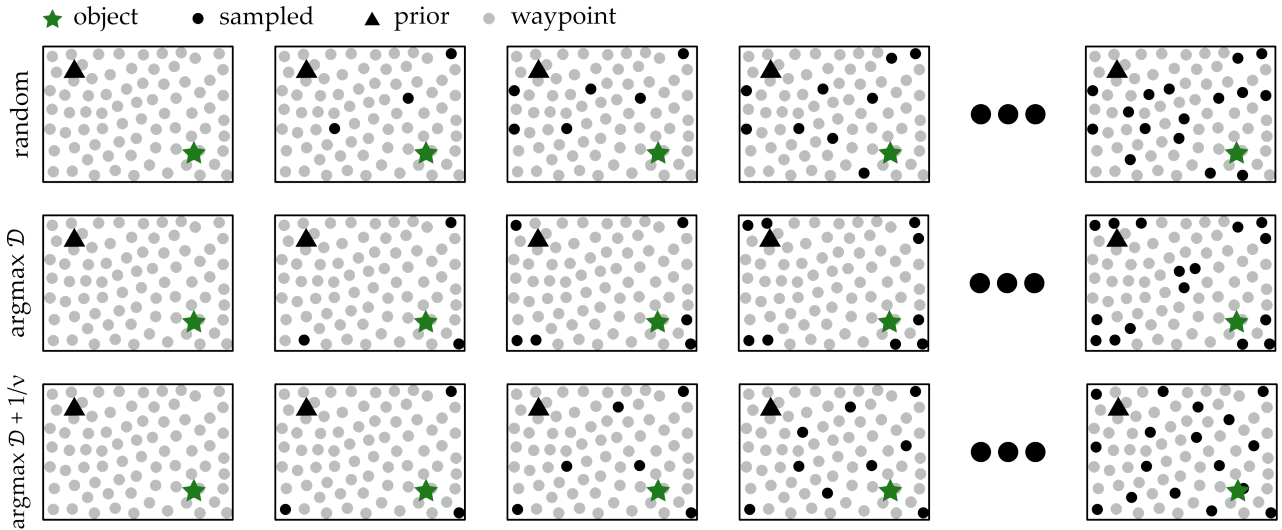 object sampled prior waypoint
random
argmax 𝒟
argmax 𝒟 + 1/ν